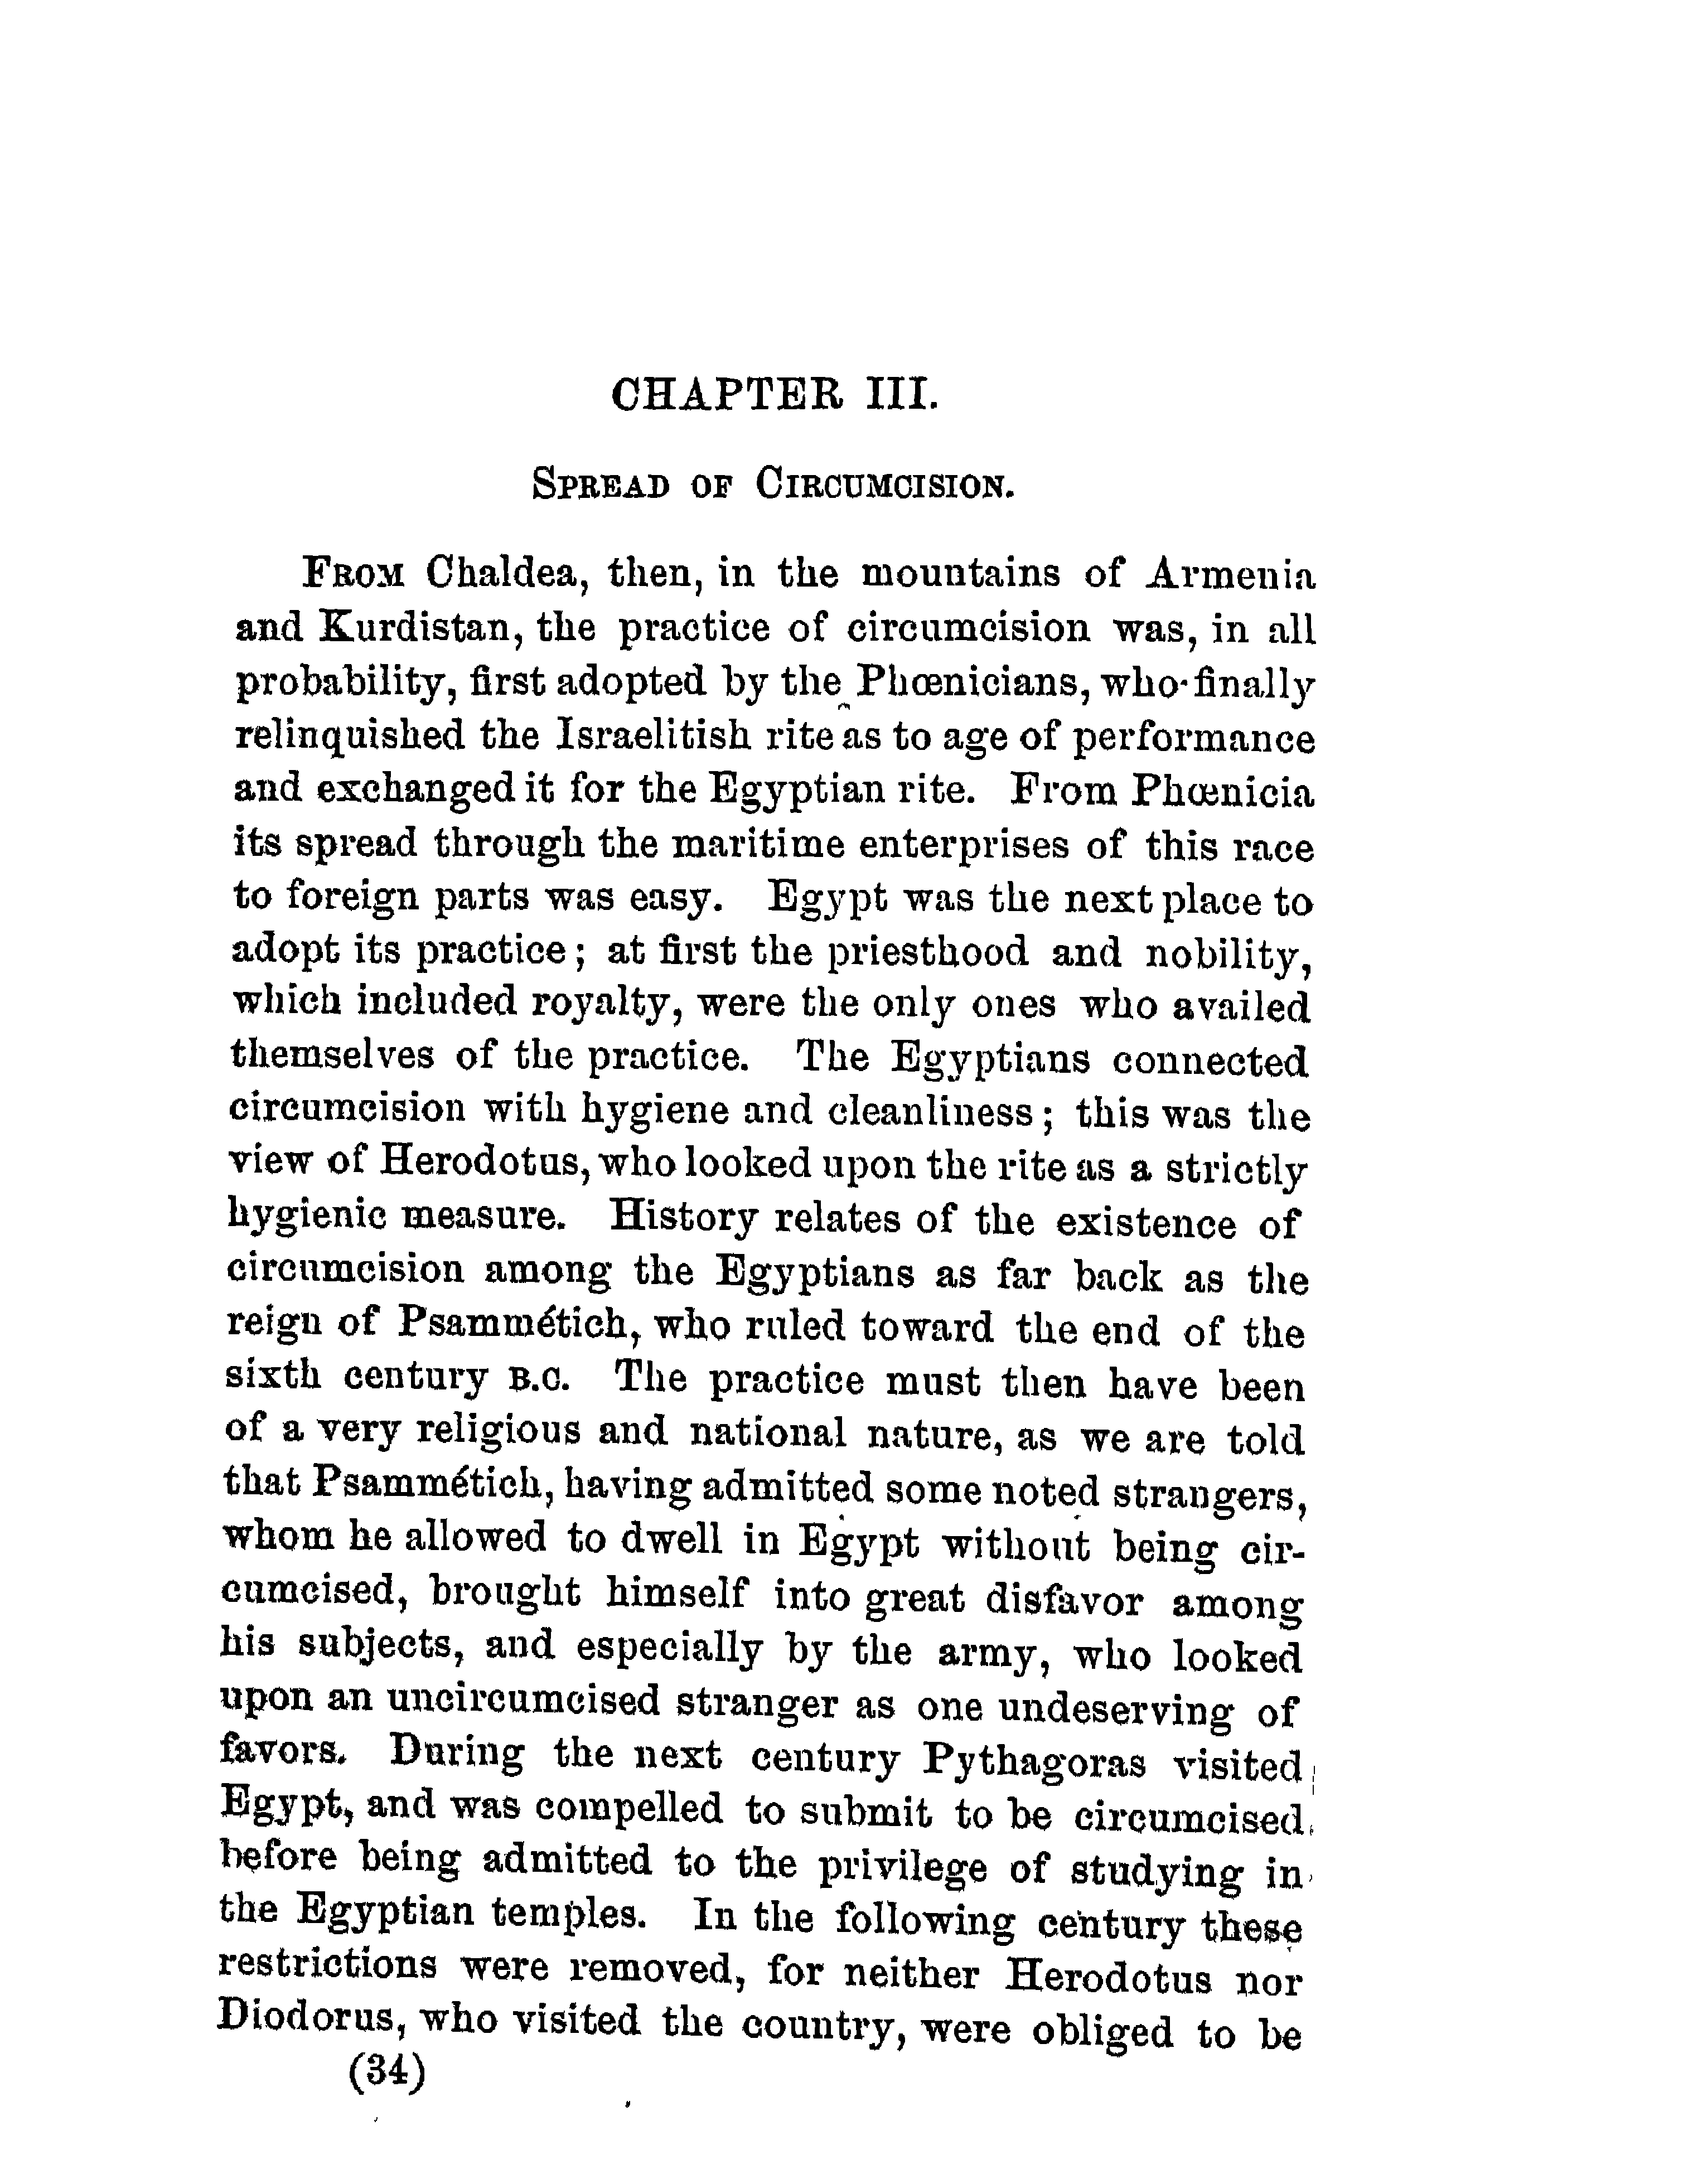 CHAPTER III.
SPREAD OF CIRCUMCISION.
FROM Chaldea, then, in the mountains of Armenia
and Kurdistan, the practice of circumcision was, in all
probability, first adopted by the Phœnicians, who finally
relinquished the Israelitish rite as to age of performance
and exchanged it for the Egyptian rite. From Phœnicia
its spread through the maritime enterprises of this race
to foreign parts was easy. Egypt was the next place to
adopt its practice; at first the priesthood and nobility,
which included royalty, were the only ones who availed
themselves of the practice. The Egyptians connected
circumcision with hygiene and cleanliness; this was the
view of Herodotus, who looked upon the rite as a strictly
hygienic measure. History relates of the existence of
circumcision among the Egyptians as far back as the
reign of Psammétich, who ruled toward the end of the
sixth century B.C. The practice must then have been
of a very religious and national nature, as we are told
that Psammétich, having admitted some noted strangers,
whom he allowed to dwell in Egypt without being cir-
cumcised, brought himself into great disfavor among
his subjects, and especially by the army, who looked
upon an uncircumcised stranger as one undeserving of
favors. During the next century Pythagoras visited
Egypt, and was compelled to submit to be circumcised
before being admitted to the privilege of studying in
the Egyptian temples. In the following century these
restrictions were removed, for neither Herodotus nor
Diodorus, who visited the country, were obliged to be
(34)